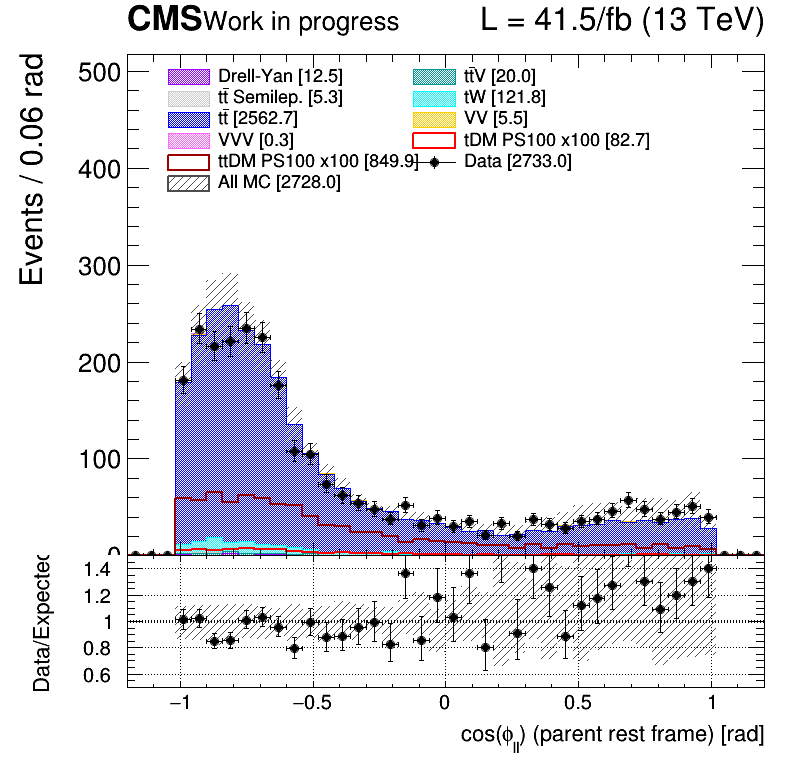 CMS Work in progress L = 41.5/fb (13 TeV)
Events / 0.06 rad
500
400
300
200
100
0
Drell-Yan [12.5]
tt̄ Semilep. [5.3]
tt̄ [2562.7]
VVV [0.3]
ttDM PS100 x100 [849.9]
All MC [2728.0]
tt̄V [20.0]
tW [121.8]
VV [5.5]
tDM PS100 x100 [82.7]
Data [2733.0]
Data/Expected
1.4
1.2
1
0.8
0.6
−1 −0.5 0 0.5 1
cos(ϕ_ll) (parent rest frame) [rad]